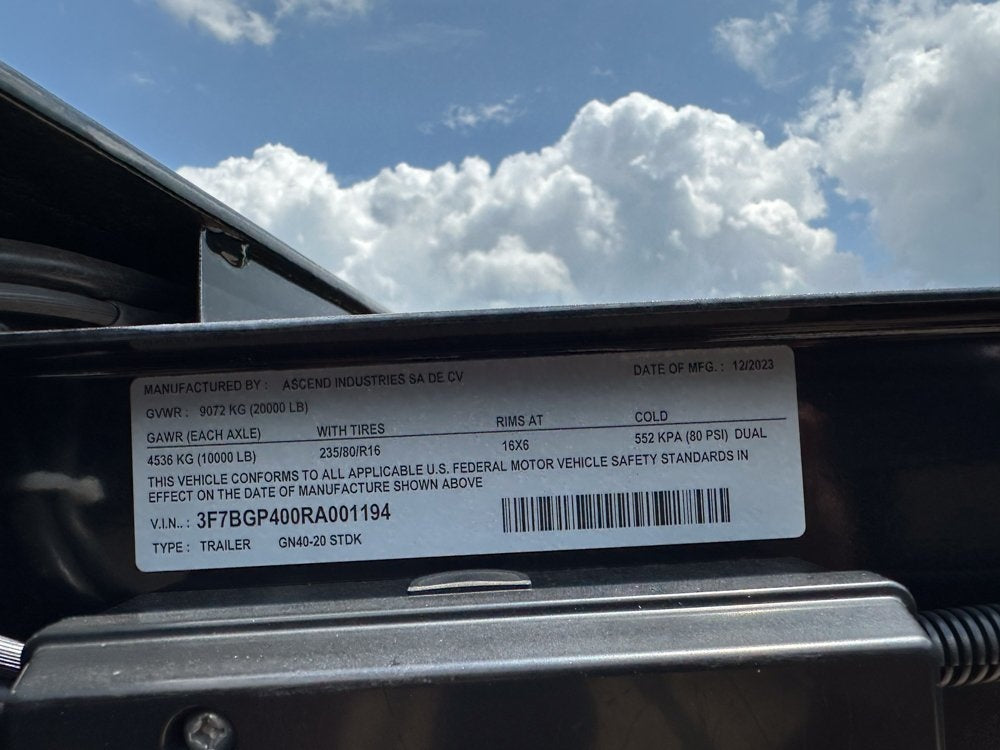 MANUFACTURED BY : ASCEND INDUSTRIES SA DE CV DATE OF MFG. : 12/2023
GVWR : 9072 KG (20000 LB)
GAWR (EACH AXLE) WITH TIRES RIMS AT COLD
4536 KG (10000 LB) 235/80/R16 16X6 552 KPA (80 PSI) DUAL
THIS VEHICLE CONFORMS TO ALL APPLICABLE U.S. FEDERAL MOTOR VEHICLE SAFETY STANDARDS IN
EFFECT ON THE DATE OF MANUFACTURE SHOWN ABOVE
V.I.N.. : 3F7BGP400RA001194
TYPE : TRAILER GN40-20 STDK